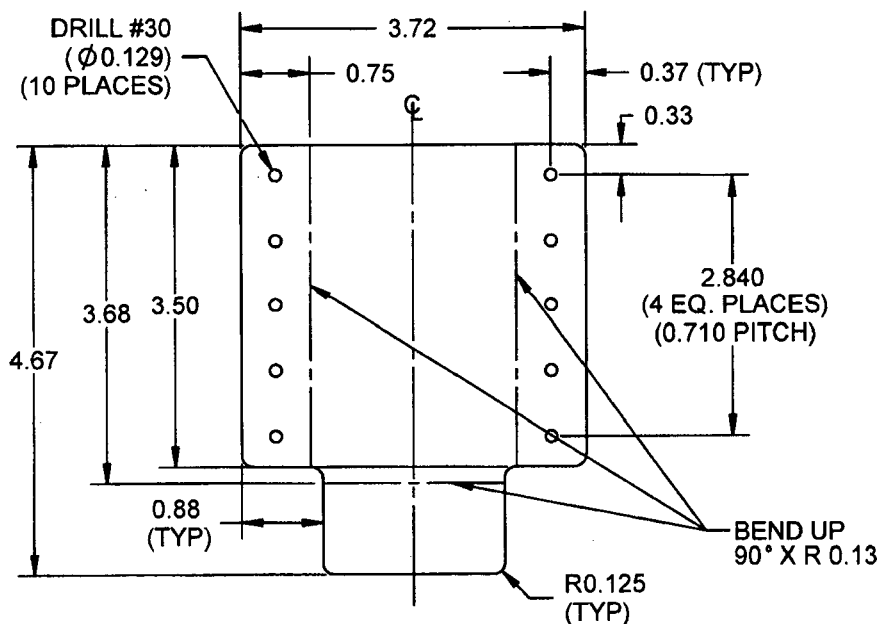 DRILL #30
(Ø0.129)
(10 PLACES)
3.72
0.75
0.37 (TYP)
℄
0.33
4.67
3.68
3.50
2.840
(4 EQ. PLACES)
(0.710 PITCH)
0.88
(TYP)
BEND UP
90° X R 0.13
R0.125
(TYP)